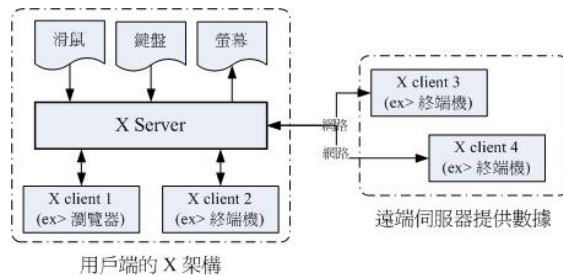 滑鼠
鍵盤
螢幕
X Server
X client 1
(ex> 瀏覽器)
X client 2
(ex> 終端機)
用戶端的 X 架構
網路
網路
X client 3
(ex> 終端機)
X client 4
(ex> 終端機)
遠端伺服器提供數據